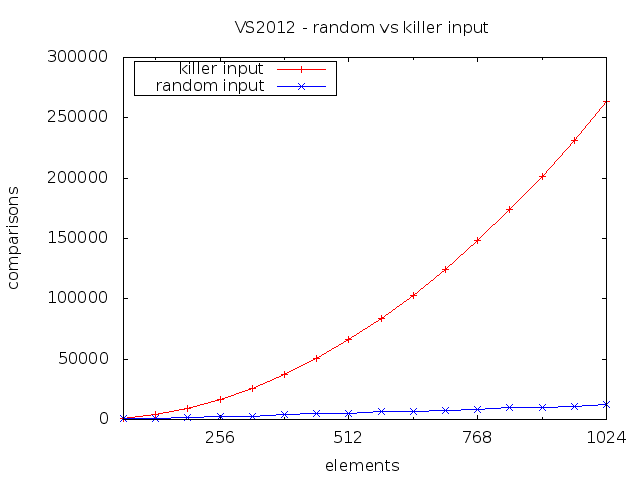 VS2012 - random vs killer input
300000
250000
200000
150000
100000
50000
0
killer input
random input
comparisons
256
512
768
1024
elements